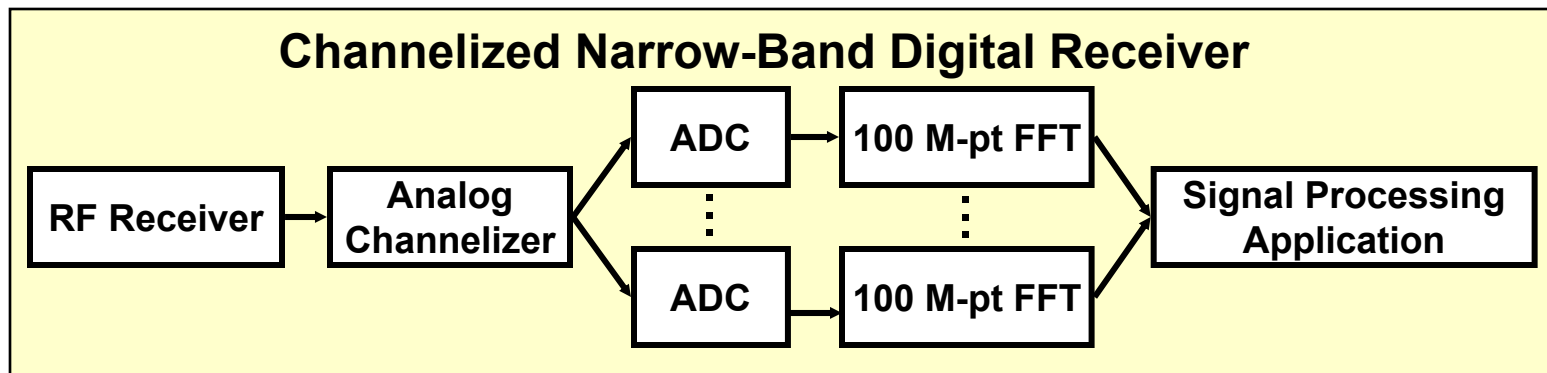 Channelized Narrow-Band Digital Receiver
RF Receiver
Analog
Channelizer
ADC
100 M-pt FFT
ADC
100 M-pt FFT
Signal Processing
Application